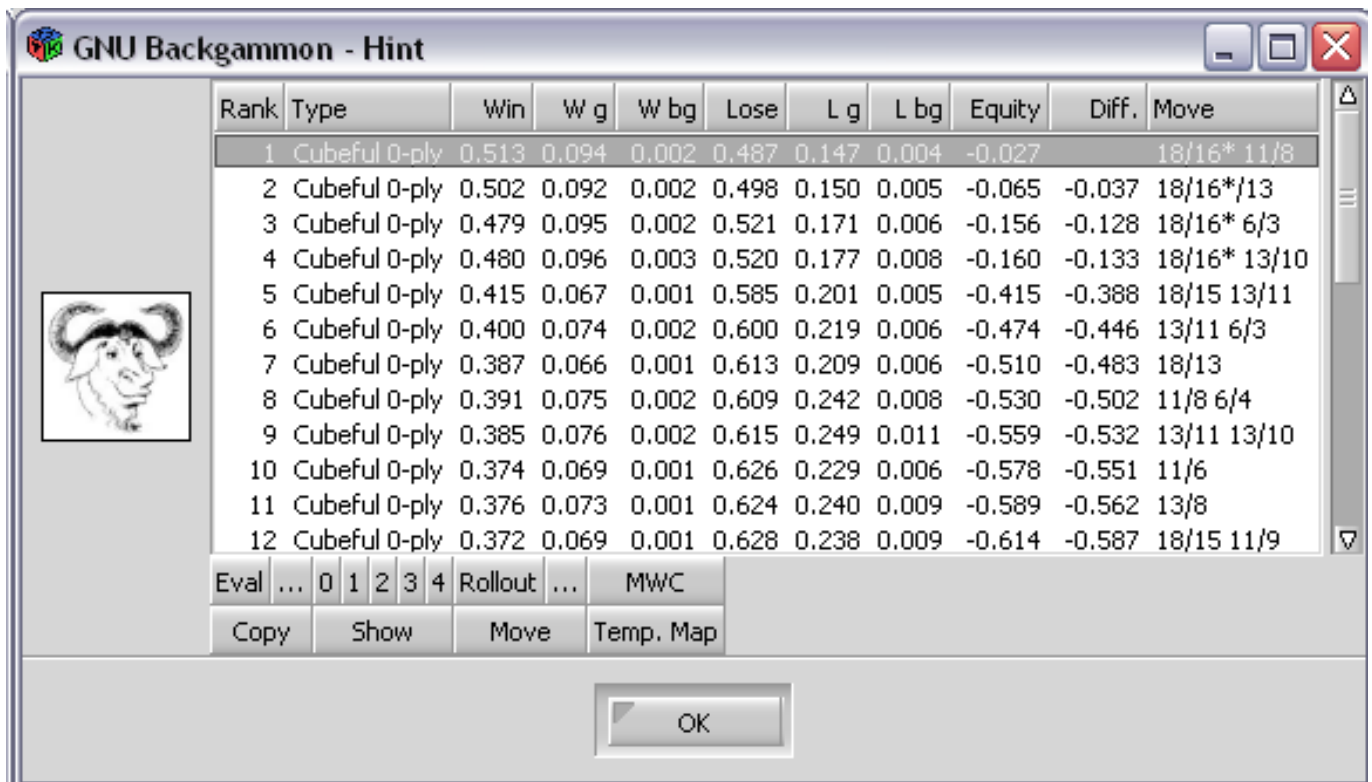 GNU Backgammon - Hint
Rank Type Win W g W bg Lose L g L bg Equity Diff. Move
1 Cubeful 0-ply 0.513 0.094 0.002 0.487 0.147 0.004 -0.027 18/16* 11/8
2 Cubeful 0-ply 0.502 0.092 0.002 0.498 0.150 0.005 -0.065 -0.037 18/16*/13
3 Cubeful 0-ply 0.479 0.095 0.002 0.521 0.171 0.006 -0.156 -0.128 18/16* 6/3
4 Cubeful 0-ply 0.480 0.096 0.003 0.520 0.177 0.008 -0.160 -0.133 18/16* 13/10
5 Cubeful 0-ply 0.415 0.067 0.001 0.585 0.201 0.005 -0.415 -0.388 18/15 13/11
6 Cubeful 0-ply 0.400 0.074 0.002 0.600 0.219 0.006 -0.474 -0.446 13/11 6/3
7 Cubeful 0-ply 0.387 0.066 0.001 0.613 0.209 0.006 -0.510 -0.483 18/13
8 Cubeful 0-ply 0.391 0.075 0.002 0.609 0.242 0.008 -0.530 -0.502 11/8 6/4
9 Cubeful 0-ply 0.385 0.076 0.002 0.615 0.249 0.011 -0.559 -0.532 13/11 13/10
10 Cubeful 0-ply 0.374 0.069 0.001 0.626 0.229 0.006 -0.578 -0.551 11/6
11 Cubeful 0-ply 0.376 0.073 0.001 0.624 0.240 0.009 -0.589 -0.562 13/8
12 Cubeful 0-ply 0.372 0.069 0.001 0.628 0.238 0.009 -0.614 -0.587 18/15 11/9
Eval ... 0 1 2 3 4 Rollout ... MWC
Copy Show Move Temp. Map
OK